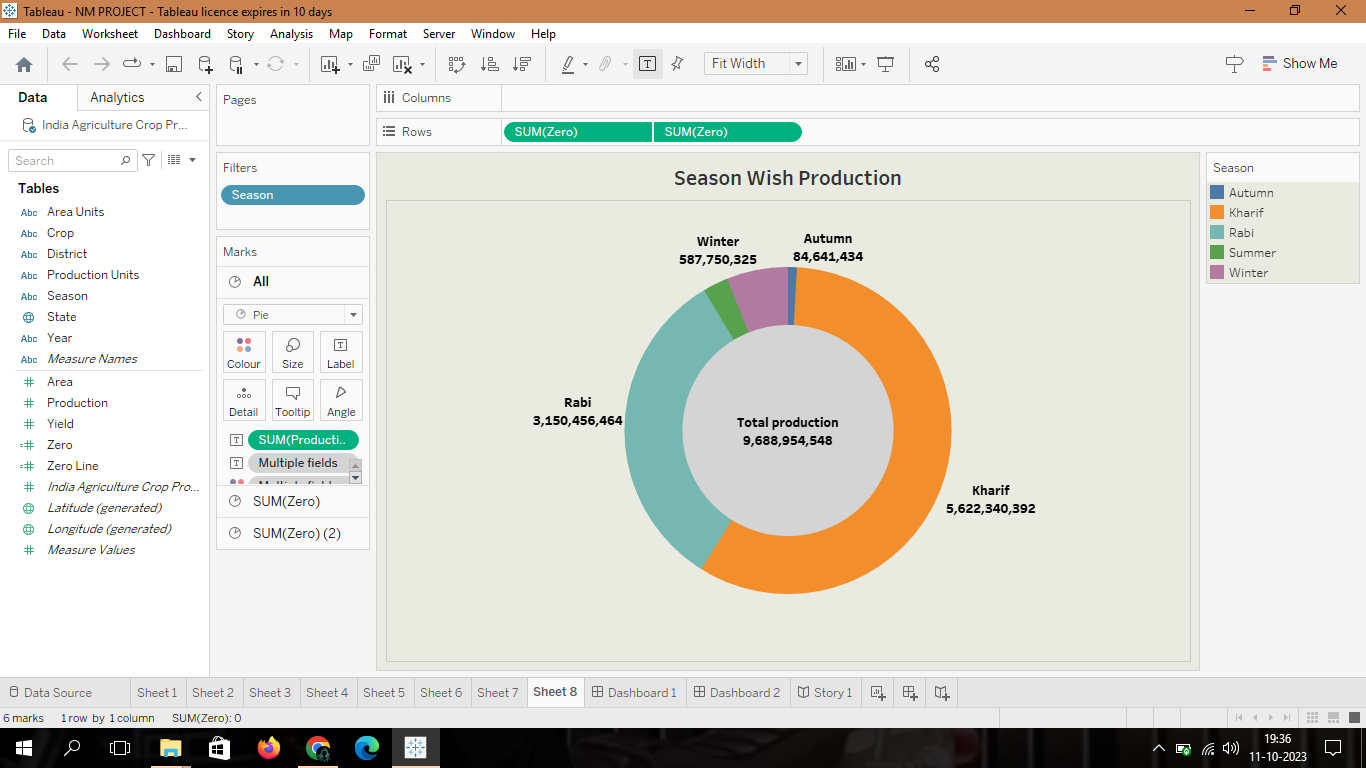 Tableau - NM PROJECT - Tableau licence expires in 10 days
File Data Worksheet Dashboard Story Analysis Map Format Server Window Help
Fit Width
Show Me
Data Analytics
India Agriculture Crop Pr...
Search
Tables
Abc Area Units
Abc Crop
Abc District
Abc Production Units
Abc Season
State
Abc Year
Abc Measure Names
Area
Production
Yield
Zero
Zero Line
India Agriculture Crop Pro...
Latitude (generated)
Longitude (generated)
Measure Values
Pages
Filters
Season
Marks
All
Pie
Colour Size Label
Detail Tooltip Angle
SUM(Producti..
Multiple fields
SUM(Zero)
SUM(Zero) (2)
Columns
Rows SUM(Zero) SUM(Zero)
Season Wish Production
Winter
587,750,325
Autumn
84,641,434
Rabi
3,150,456,464
Total production
9,688,954,548
Kharif
5,622,340,392
Season
Autumn
Kharif
Rabi
Summer
Winter
Data Source Sheet 1 Sheet 2 Sheet 3 Sheet 4 Sheet 5 Sheet 6 Sheet 7 Sheet 8 Dashboard 1 Dashboard 2 Story 1
6 marks 1 row by 1 column SUM(Zero): 0
19:36
11-10-2023